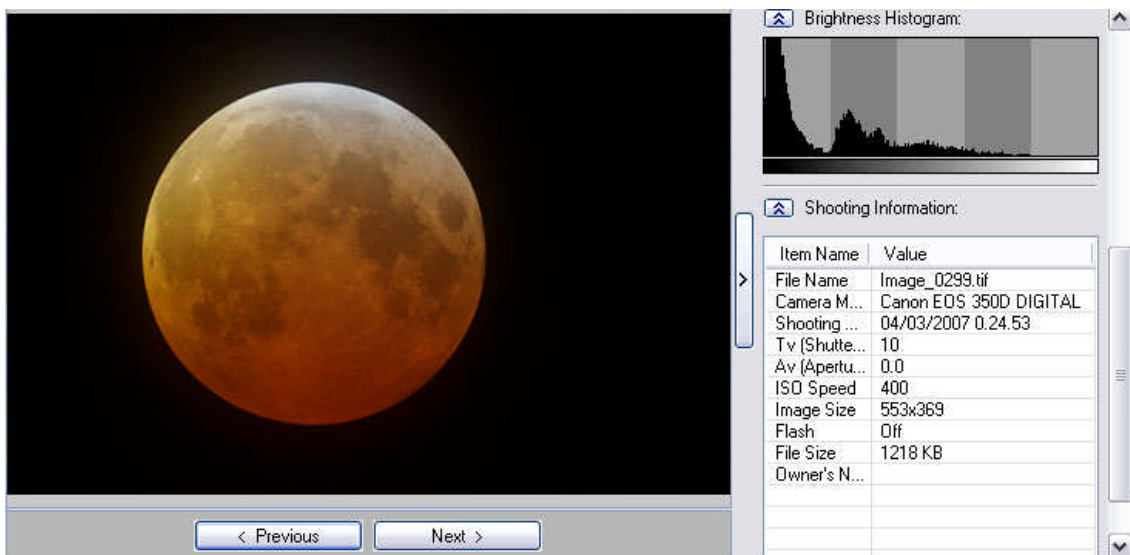 Brightness Histogram:
Shooting Information:
Item Name Value
File Name Image_0299.tif
Camera M... Canon EOS 350D DIGITAL
Shooting ... 04/03/2007 0.24.53
Tv (Shutte... 10
Av (Apertu... 0.0
ISO Speed 400
Image Size 553x369
Flash Off
File Size 1218 KB
Owner's N...
>
< Previous Next >